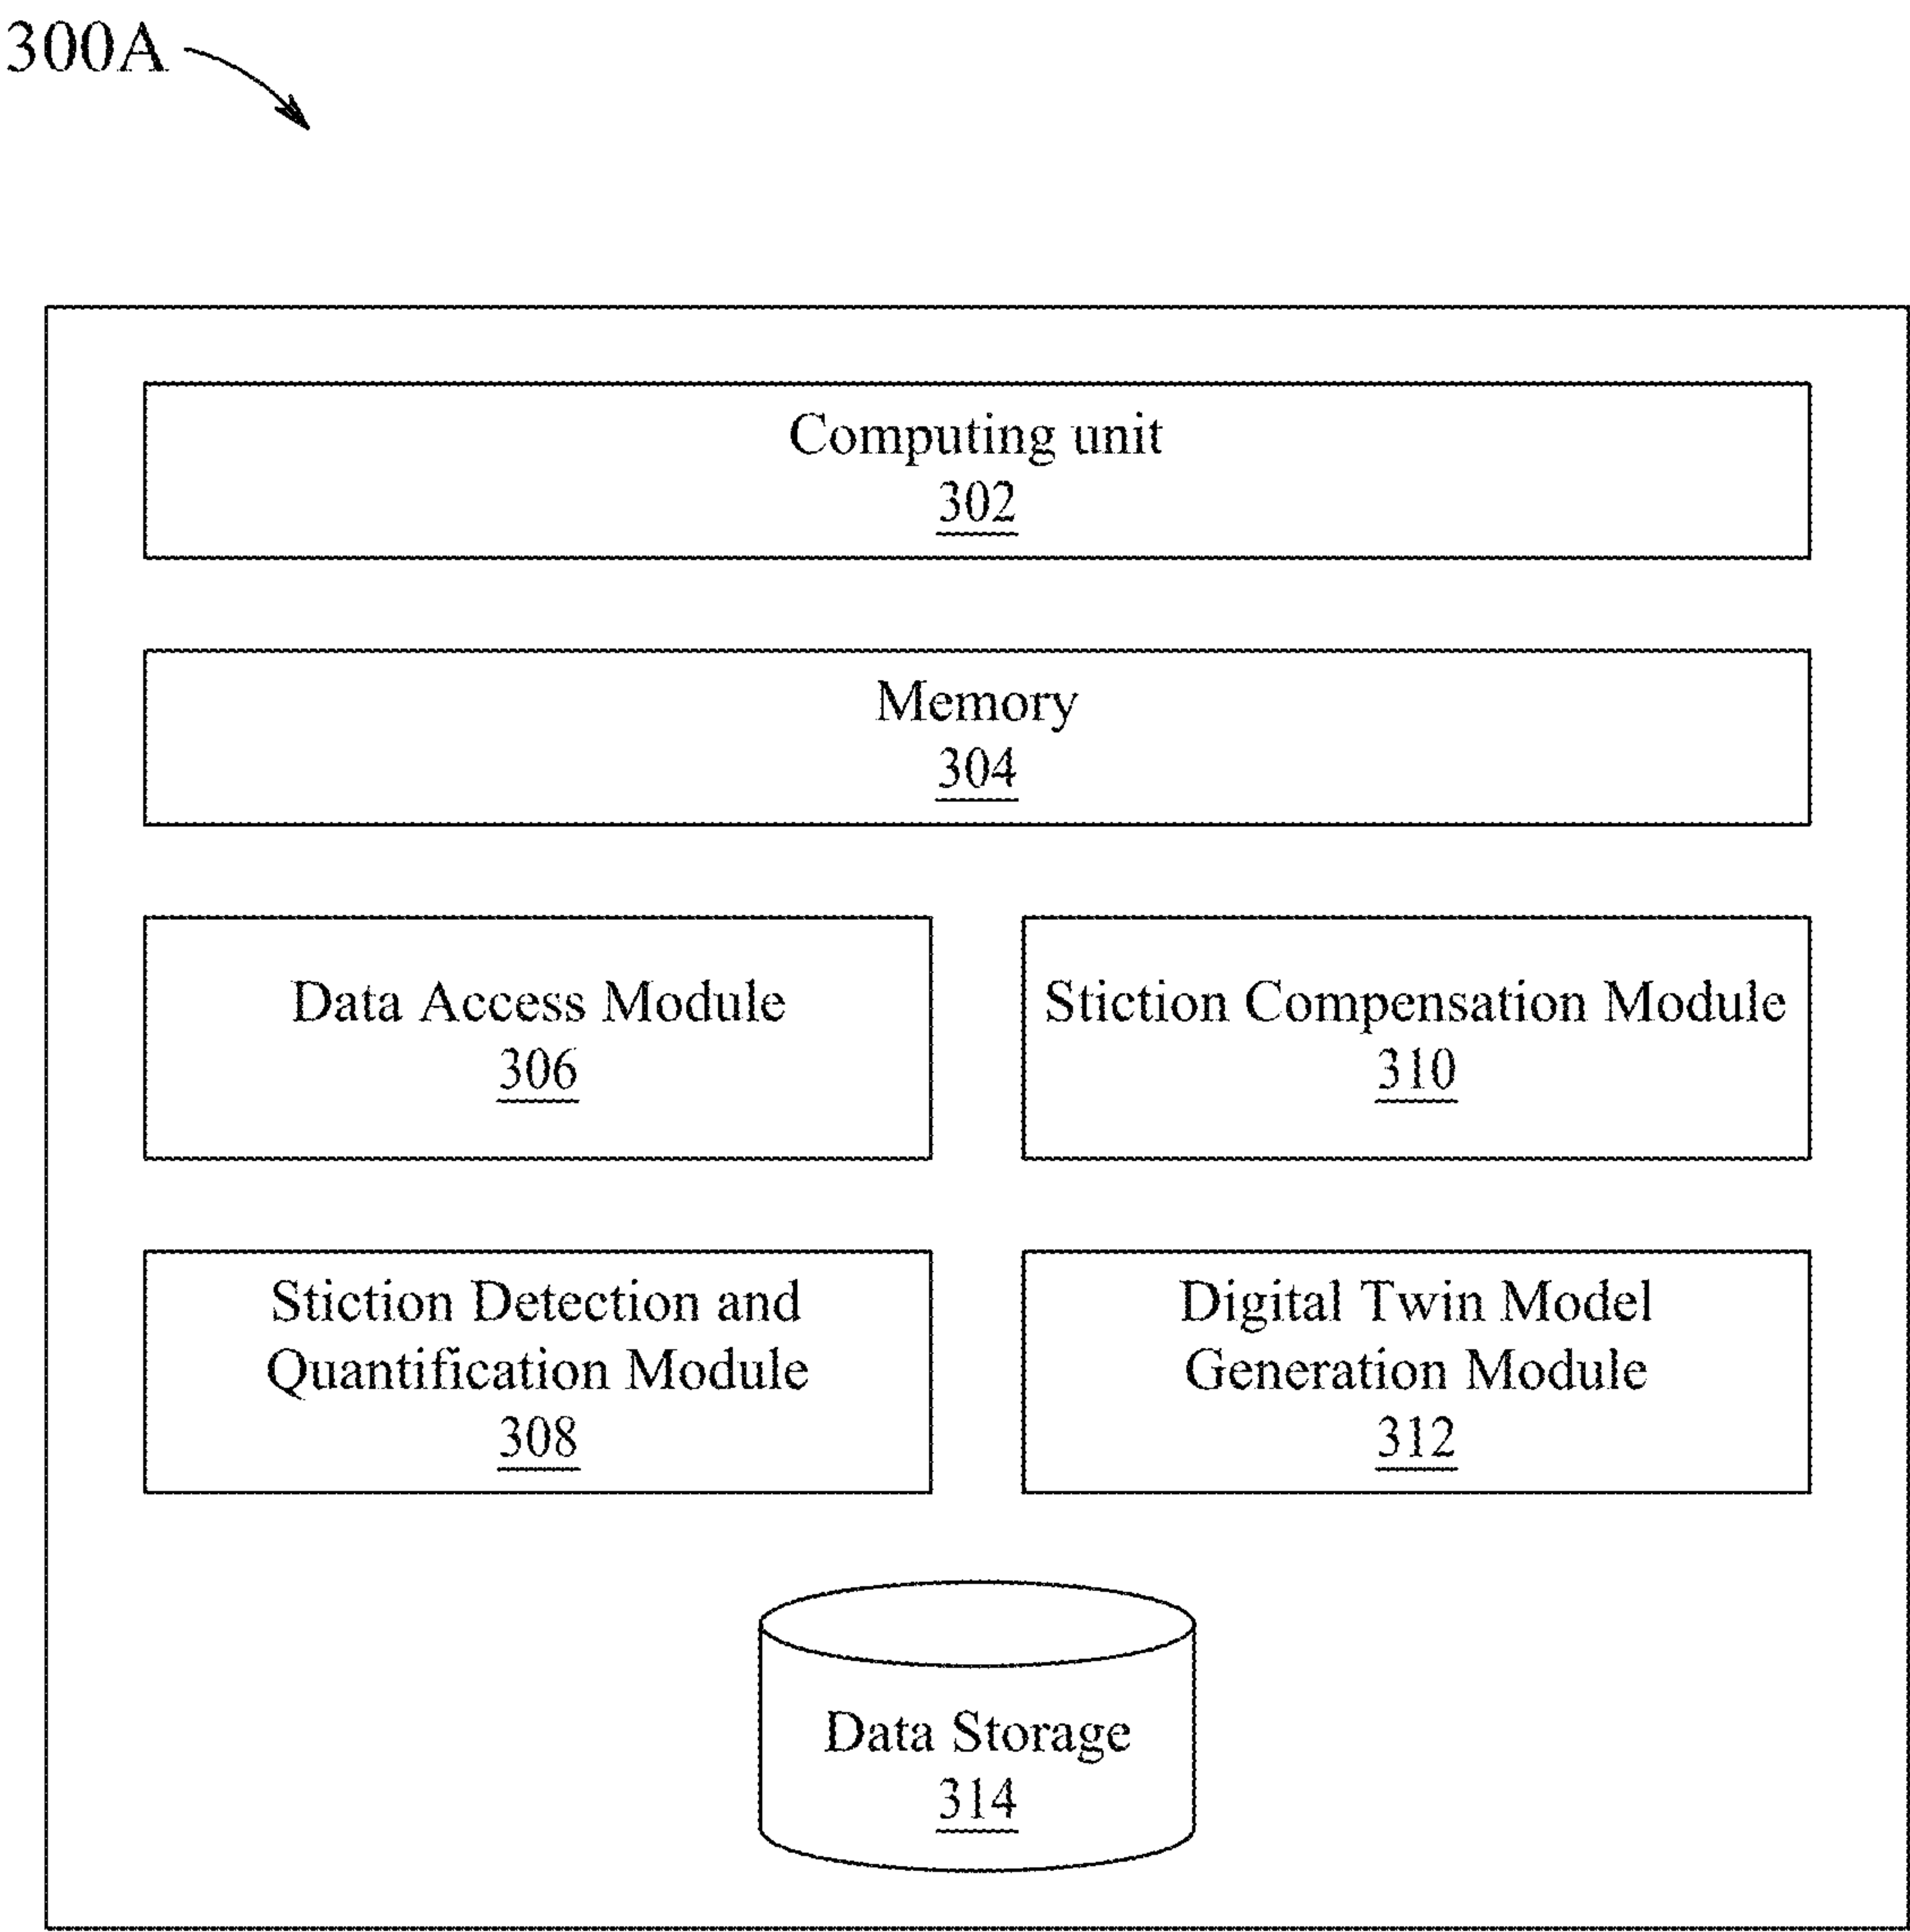 300A
Computing unit
302
Memory
304
Data Access Module
306
Stiction Compensation Module
310
Stiction Detection and
Quantification Module
308
Digital Twin Model
Generation Module
312
Data Storage
314